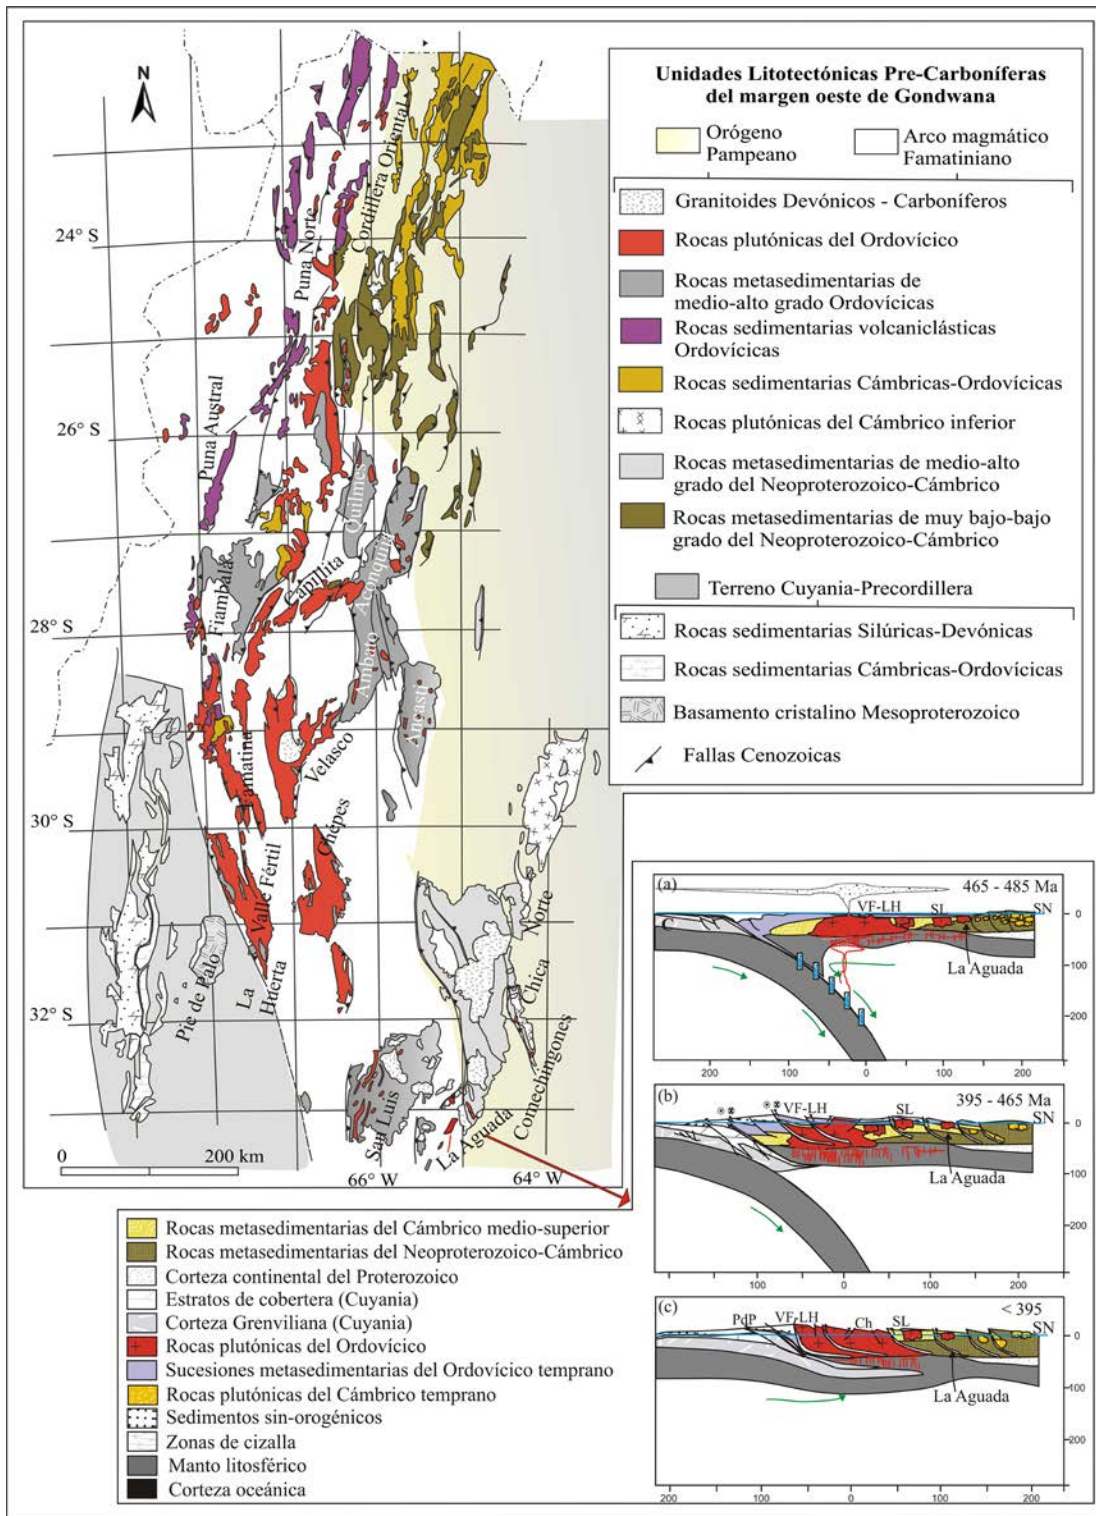 N
24° S
26° S
28° S
30° S
32° S
66° W
64° W
0
200 km
Puna Norte
Cordillera Oriental
Puna Austral
Quilmes
Fiambalá
Capillita
Aconquija
Ambato
Ancasti
Famatina
Velasco
Chepes
Valle Fértil
La
Huerta
Pie de Palo
Norte
Chica
Comechingones
San Luis
La Aguada
Unidades Litotectónicas Pre-Carboníferas
del margen oeste de Gondwana
Orógeno
Pampeano
Arco magmático
Famatiniano
Granitoides Devónicos - Carboníferos
Rocas plutónicas del Ordovícico
Rocas metasedimentarias de
medio-alto grado Ordovícicas
Rocas sedimentarias volcaniclásticas
Ordovícicas
Rocas sedimentarias Cámbricas-Ordovícicas
Rocas plutónicas del Cámbrico inferior
Rocas metasedimentarias de medio-alto
grado del Neoproterozoico-Cámbrico
Rocas metasedimentarias de muy bajo-bajo
grado del Neoproterozoico-Cámbrico
Terreno Cuyania-Precordillera
Rocas sedimentarias Silúricas-Devónicas
Rocas sedimentarias Cámbricas-Ordovícicas
Basamento cristalino Mesoproterozoico
Fallas Cenozoicas
(a)
465 - 485 Ma
VF-LH
SL
SN
C
La Aguada
0
100
200
200
100
0
100
200
(b)
395 - 465 Ma
VF-LH
SL
SN
La Aguada
0
100
200
100
0
100
200
(c)
< 395
PdP
VF-LH
Ch
SL
SN
La Aguada
0
100
200
200
100
0
100
200
Rocas metasedimentarias del Cámbrico medio-superior
Rocas metasedimentarias del Neoproterozoico-Cámbrico
Corteza continental del Proterozoico
Estratos de cobertera (Cuyania)
Corteza Grenviliana (Cuyania)
Rocas plutónicas del Ordovícico
Sucesiones metasedimentarias del Ordovícico temprano
Rocas plutónicas del Cámbrico temprano
Sedimentos sin-orogénicos
Zonas de cizalla
Manto litosférico
Corteza oceánica